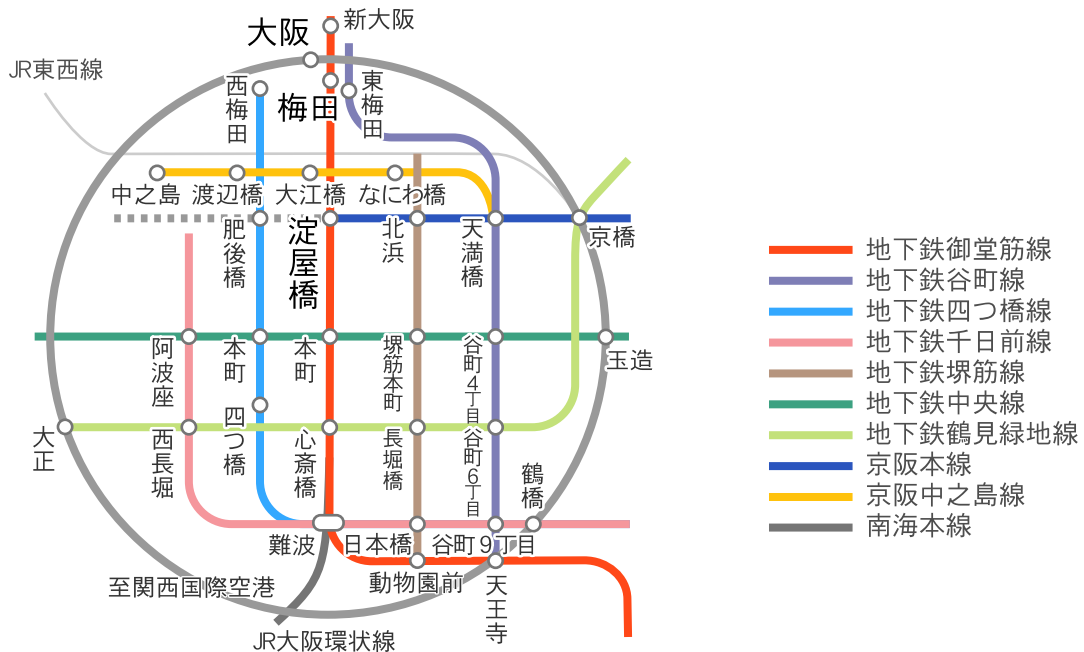 新大阪
大阪
JR東西線
西梅田
梅田
東梅田
中之島
渡辺橋
大江橋
なにわ橋
肥後橋
淀屋橋
北浜
天満橋
京橋
阿波座
本町
本町
堺筋本町
谷町4丁目
玉造
大正
西長堀
四つ橋
心斎橋
長堀橋
谷町6丁目
鶴橋
難波
日本橋
谷町9丁目
動物園前
天王寺
至関西国際空港
JR大阪環状線
地下鉄御堂筋線
地下鉄谷町線
地下鉄四つ橋線
地下鉄千日前線
地下鉄堺筋線
地下鉄中央線
地下鉄鶴見緑地線
京阪本線
京阪中之島線
南海本線